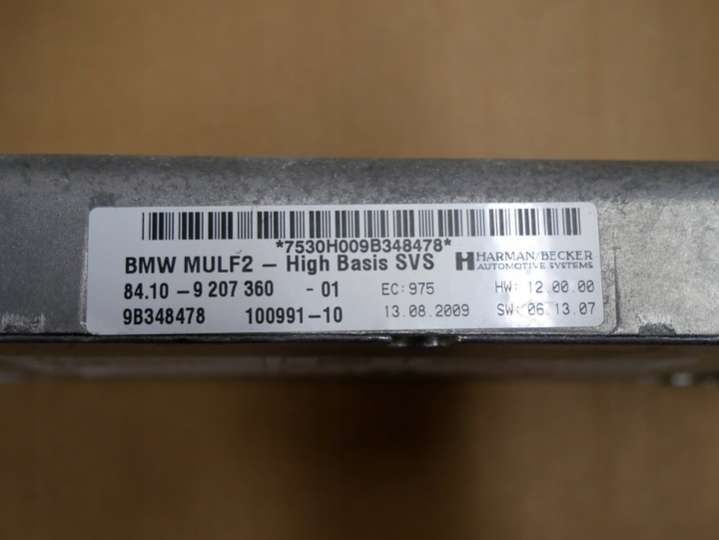 *7530H009B348478*
BMW MULF2 – High Basis SVS
HARMAN/BECKER
AUTOMOTIVE SYSTEMS
84.10 – 9 207 360 - 01 EC: 975 HW: 12.00.00
9B348478 100991–10 13.08.2009 SW: 06.13.07